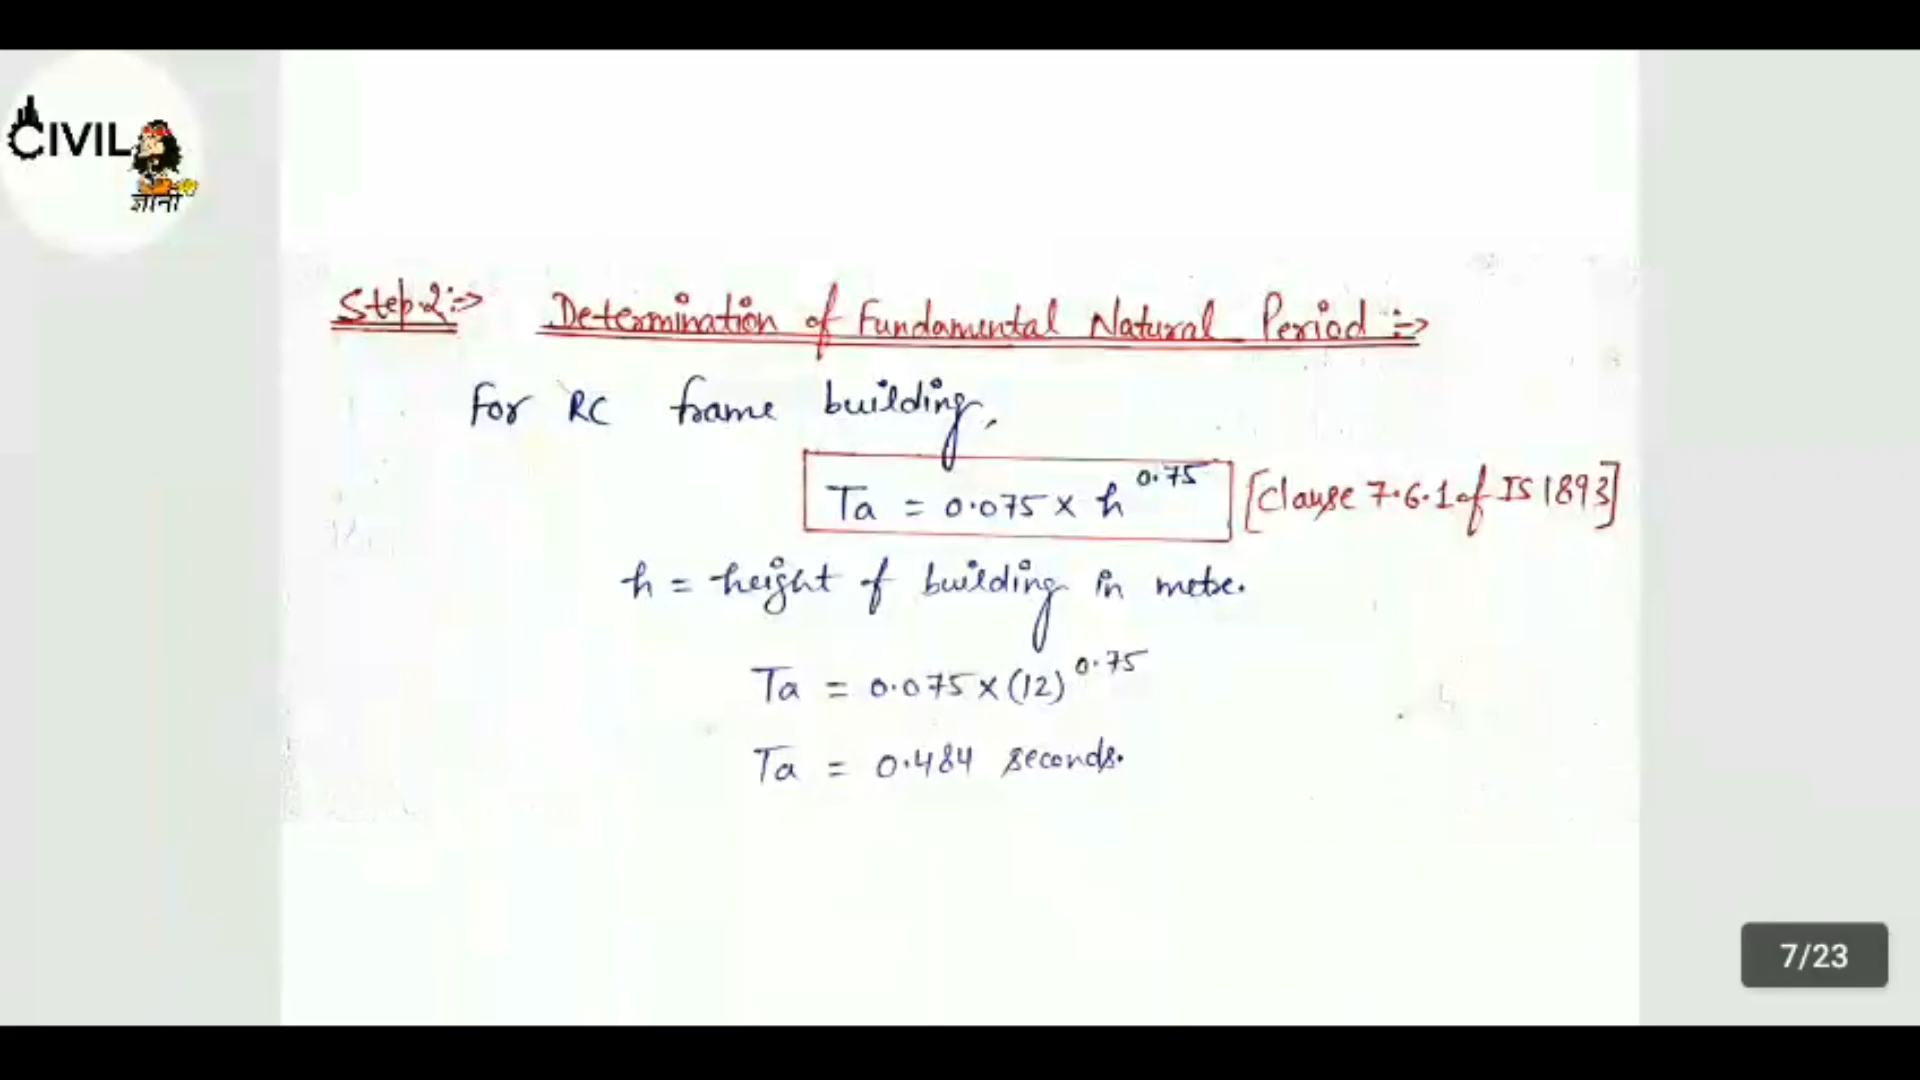 CIVIL
ज्ञानी
Step-2:→ Determination of Fundamental Natural Period :→
For RC frame building,
Ta = 0.075 × h^0.75 [Clause 7.6.1 of IS 1893]
h = height of building in metre.
Ta = 0.075 × (12)^0.75
Ta = 0.484 seconds.
7/23